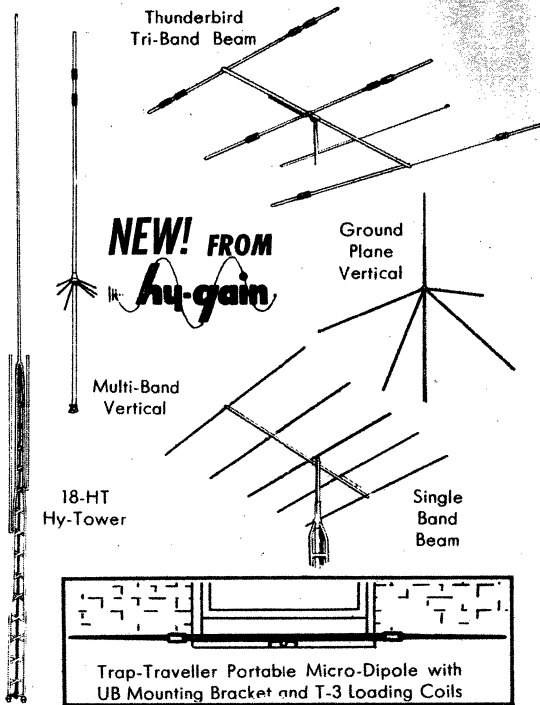 Thunderbird
Tri-Band Beam
NEW! FROM
hy-gain
Ground
Plane
Vertical
Multi-Band
Vertical
18-HT
Hy-Tower
Single
Band
Beam
Trap-Traveller Portable Micro-Dipole with
UB Mounting Bracket and T-3 Loading Coils